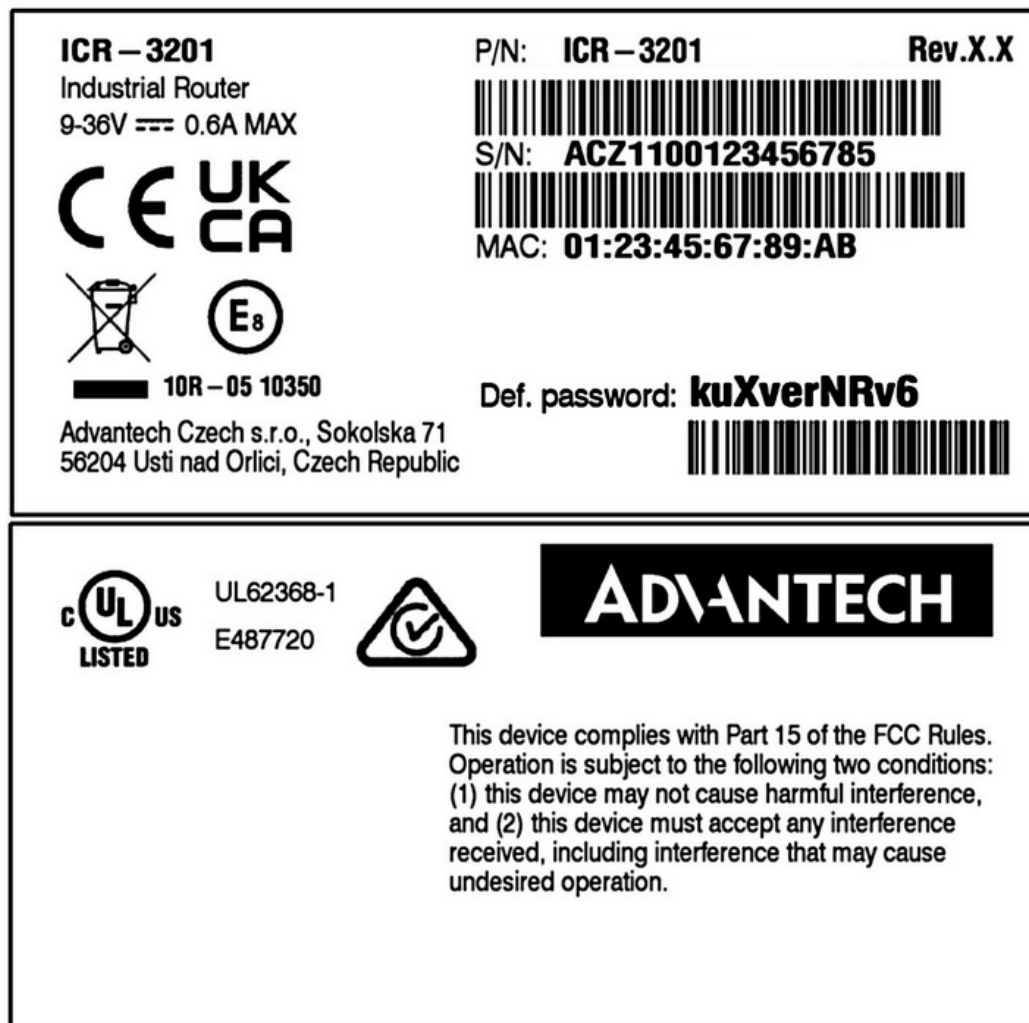 ICR – 3201
Industrial Router
9-36V ⎓ 0.6A MAX
CE UK
CA
E8
10R – 05 10350
Advantech Czech s.r.o., Sokolska 71
56204 Usti nad Orlici, Czech Republic
P/N: ICR – 3201 Rev.X.X
S/N: ACZ1100123456785
MAC: 01:23:45:67:89:AB
Def. password: kuXverNRv6
C UL US
LISTED
UL62368-1
E487720
ADVANTECH
This device complies with Part 15 of the FCC Rules.
Operation is subject to the following two conditions:
(1) this device may not cause harmful interference,
and (2) this device must accept any interference
received, including interference that may cause
undesired operation.